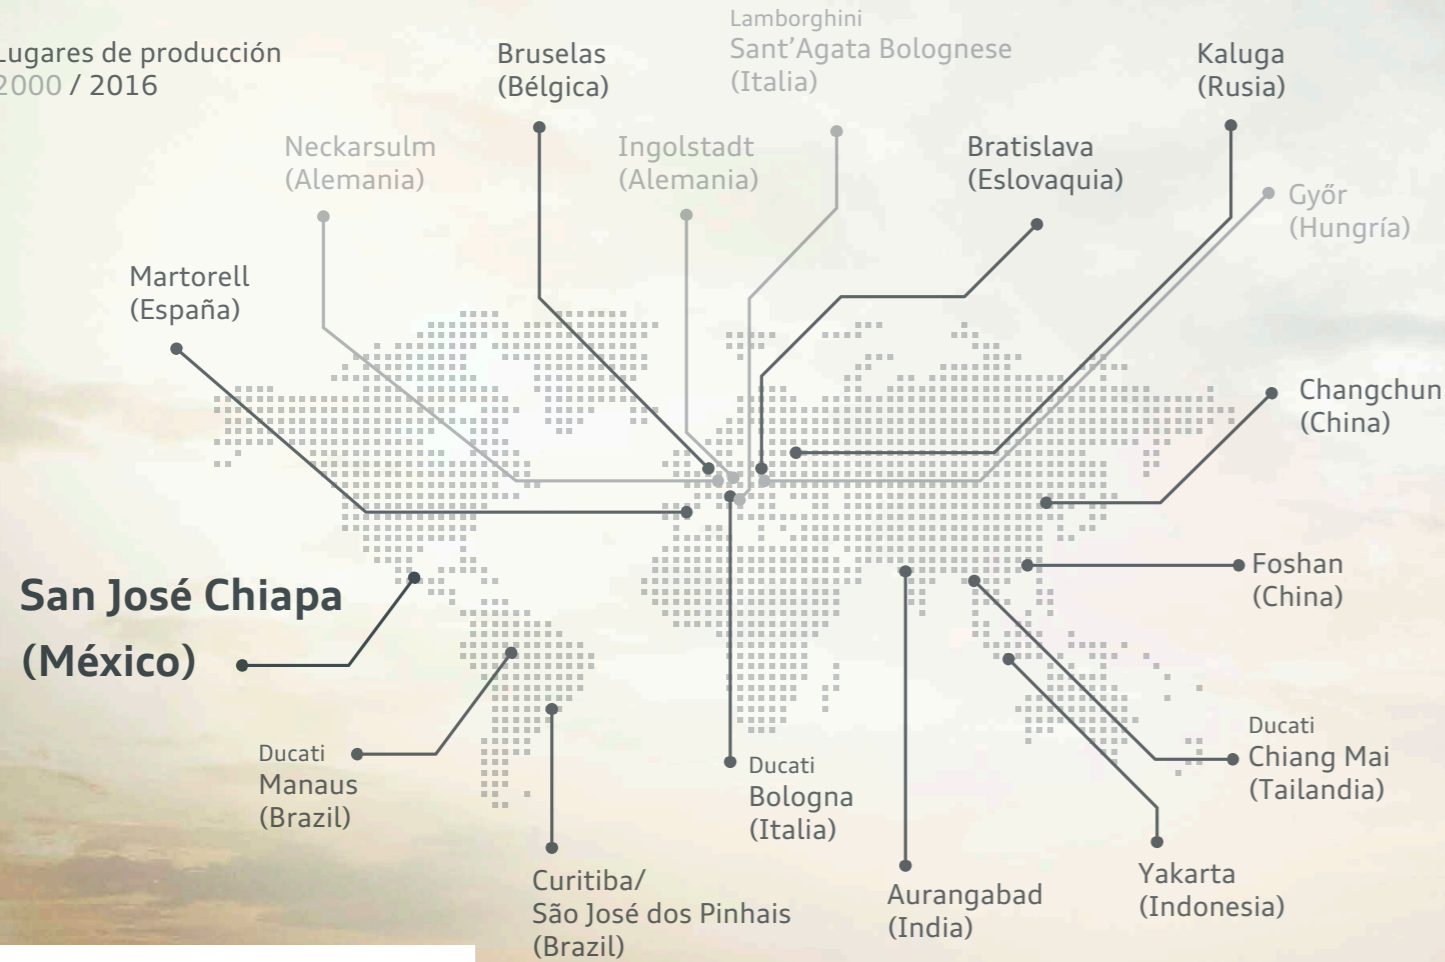 Lugares de producción
2000 / 2016
Lamborghini
Sant’Agata Bolognese
(Italia)
Bruselas
(Bélgica)
Kaluga
(Rusia)
Neckarsulm
(Alemania)
Ingolstadt
(Alemania)
Bratislava
(Eslovaquia)
Győr
(Hungría)
Martorell
(España)
Changchun
(China)
Foshan
(China)
San José Chiapa
(México)
Ducati
Manaus
(Brazil)
Ducati
Bologna
(Italia)
Ducati
Chiang Mai
(Tailandia)
Curitiba/
São José dos Pinhais
(Brazil)
Aurangabad
(India)
Yakarta
(Indonesia)